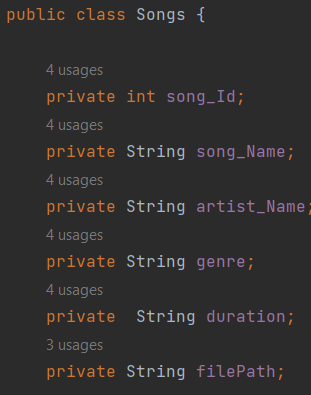 public class Songs {
4 usages
private int song_Id;
4 usages
private String song_Name;
4 usages
private String artist_Name;
4 usages
private String genre;
4 usages
private  String duration;
3 usages
private String filePath;